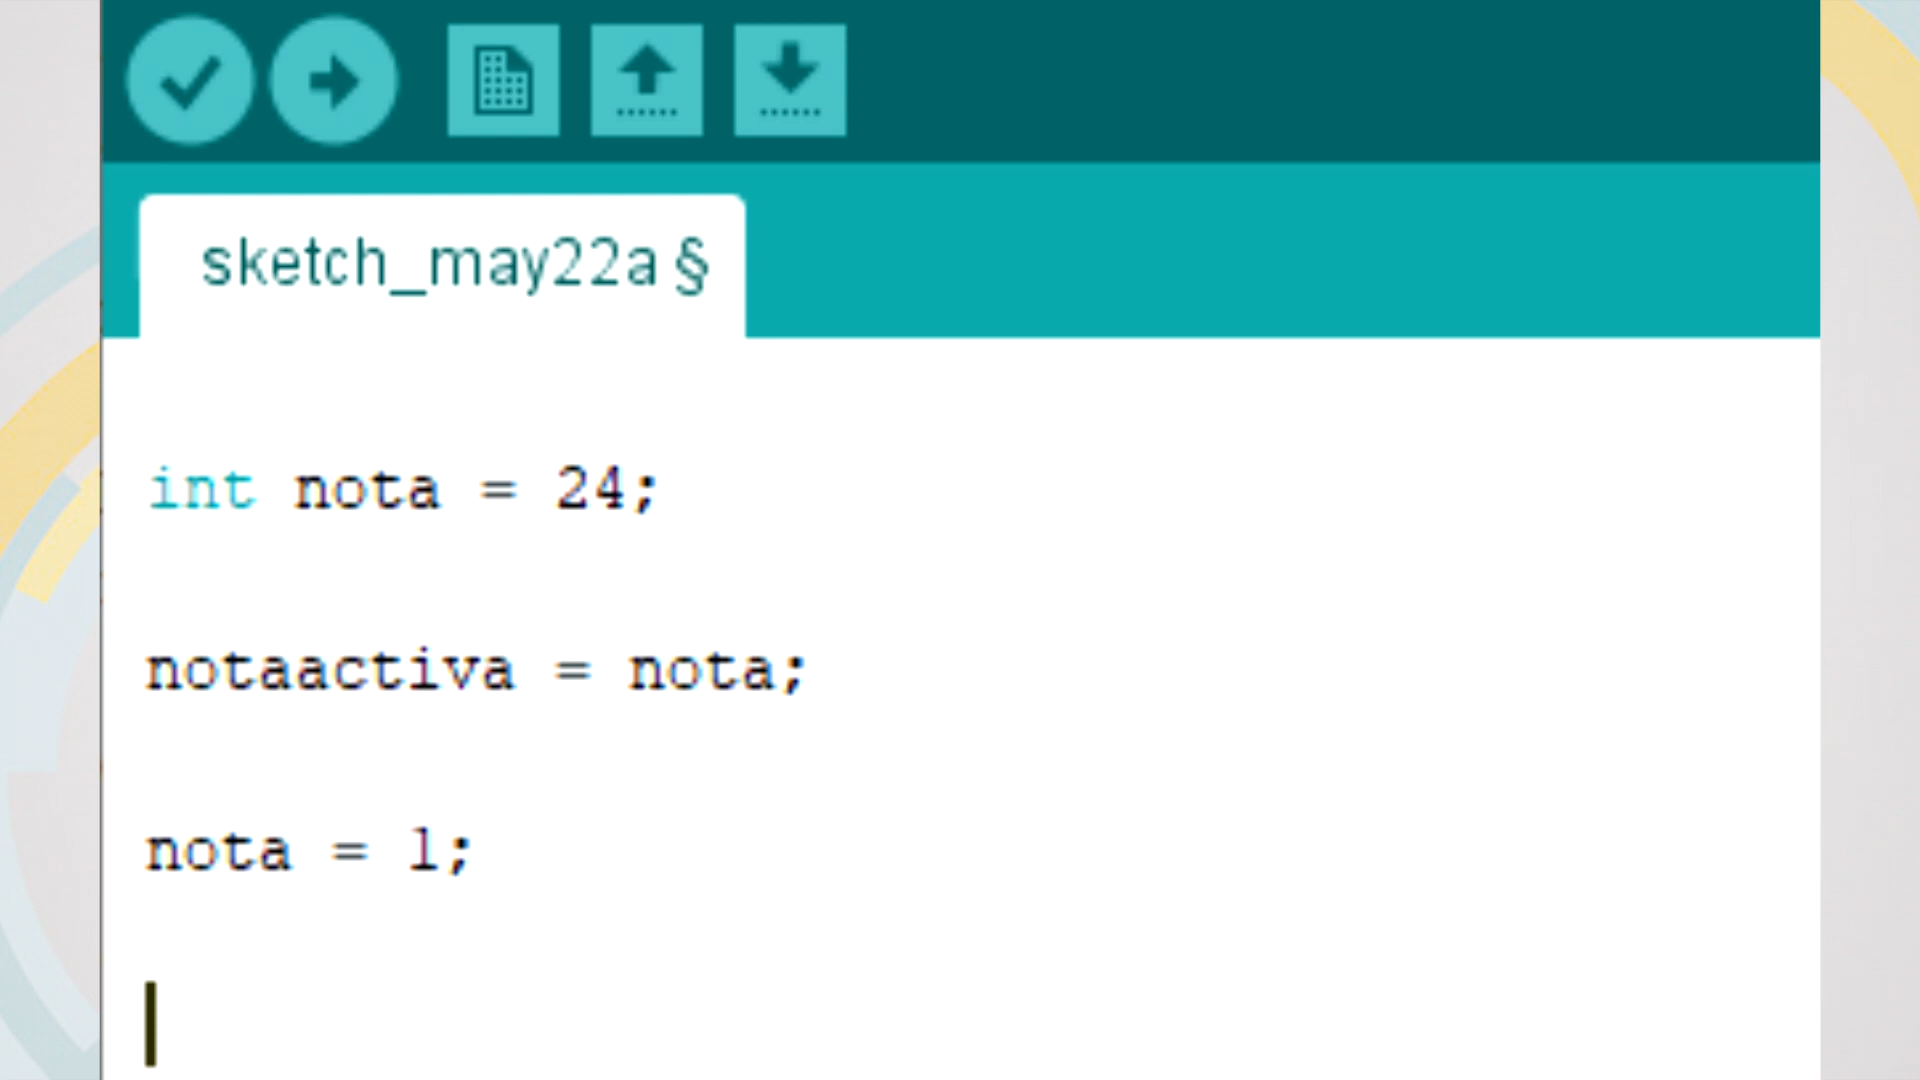 sketch_may22a §
int nota = 24;
notaactiva = nota;
nota = 1;